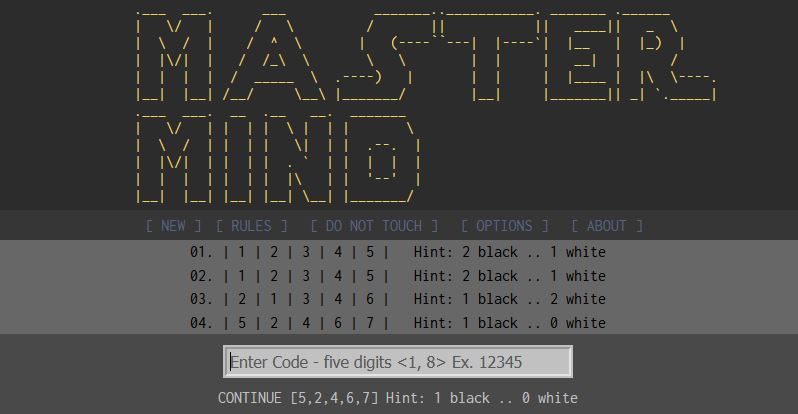 MASTER
MIND
[ NEW ] [ RULES ] [ DO NOT TOUCH ] [ OPTIONS ] [ ABOUT ]
01. | 1 | 2 | 3 | 4 | 5 | Hint: 2 black .. 1 white
02. | 1 | 2 | 3 | 4 | 5 | Hint: 2 black .. 1 white
03. | 2 | 1 | 3 | 4 | 6 | Hint: 1 black .. 2 white
04. | 5 | 2 | 4 | 6 | 7 | Hint: 1 black .. 0 white
Enter Code - five digits <1, 8> Ex. 12345
CONTINUE [5,2,4,6,7] Hint: 1 black .. 0 white